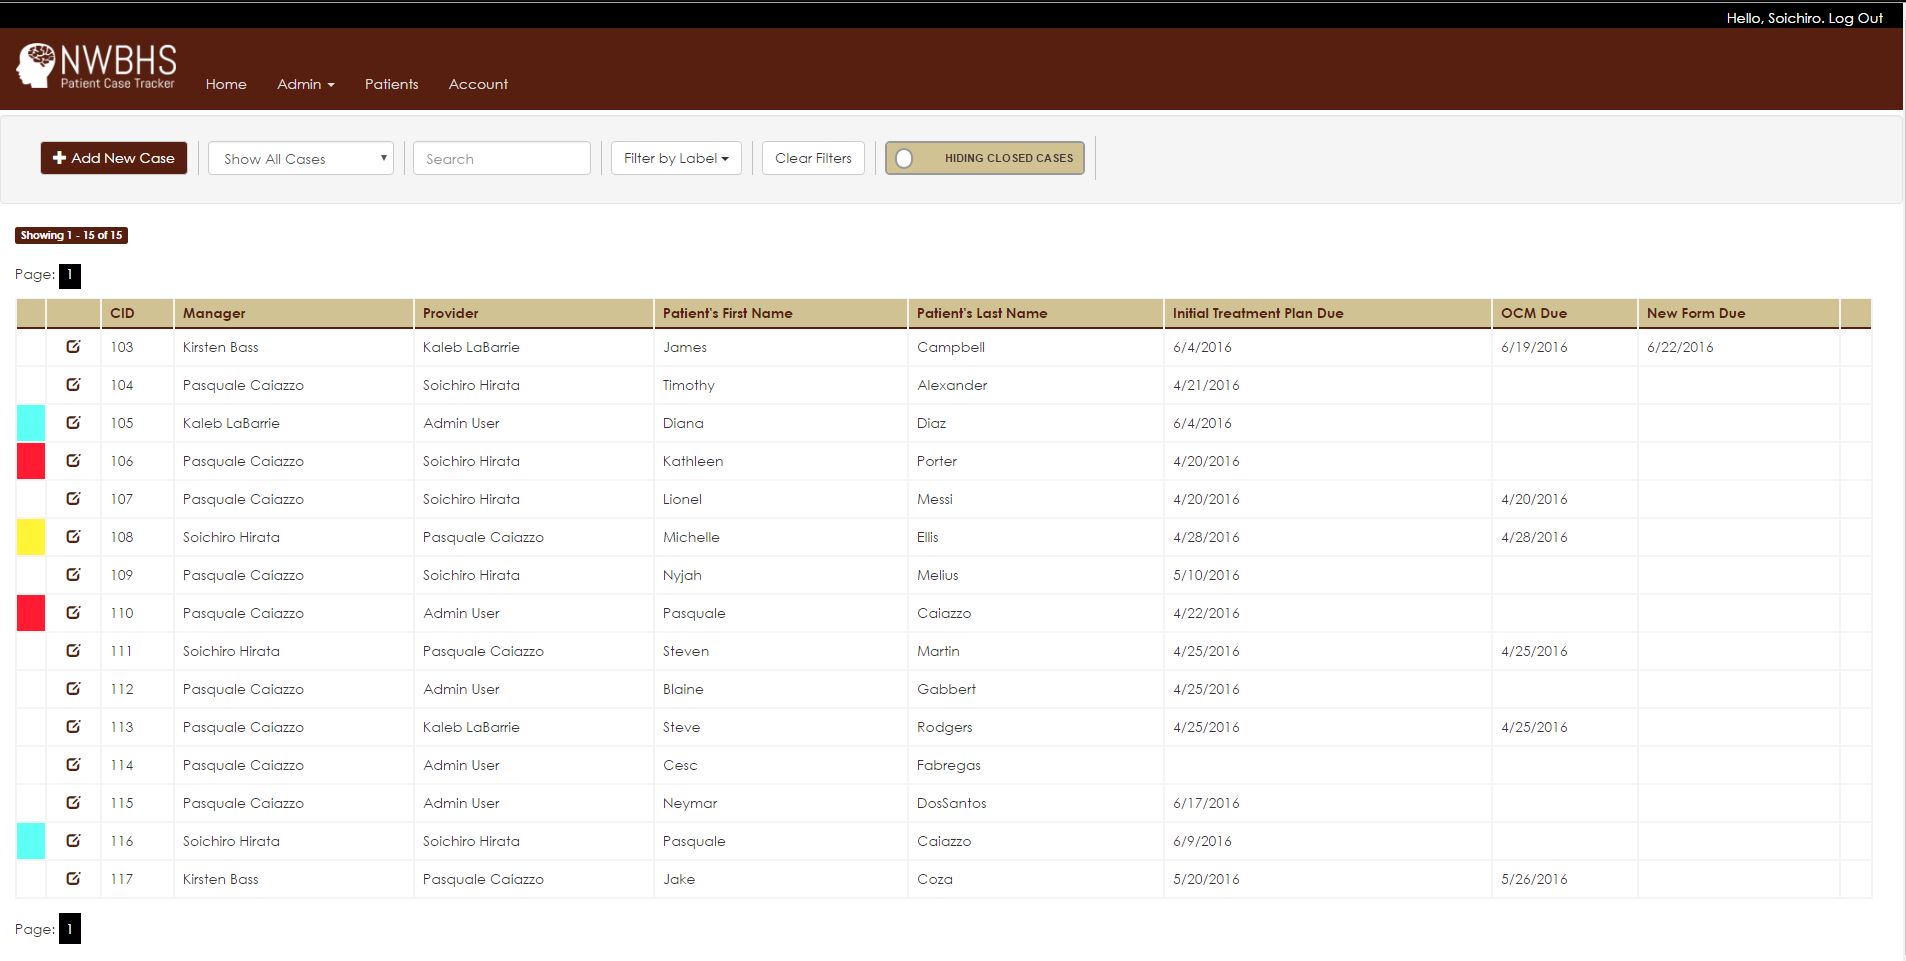 Hello, Soichiro. Log Out
NWBHS
Patient Case Tracker
Home Admin Patients Account
Add New Case Show All Cases Search Filter by Label Clear Filters HIDING CLOSED CASES
Showing 1 - 15 of 15
Page: 1
CID Manager Provider Patient's First Name Patient's Last Name Initial Treatment Plan Due OCM Due New Form Due
103 Kirsten Bass Kaleb LaBarrie James Campbell 6/4/2016 6/19/2016 6/22/2016
104 Pasquale Caiazzo Soichiro Hirata Timothy Alexander 4/21/2016
105 Kaleb LaBarrie Admin User Diana Diaz 6/4/2016
106 Pasquale Caiazzo Soichiro Hirata Kathleen Porter 4/20/2016
107 Pasquale Caiazzo Soichiro Hirata Lionel Messi 4/20/2016 4/20/2016
108 Soichiro Hirata Pasquale Caiazzo Michelle Ellis 4/28/2016 4/28/2016
109 Pasquale Caiazzo Soichiro Hirata Nyjah Melius 5/10/2016
110 Pasquale Caiazzo Admin User Pasquale Caiazzo 4/22/2016
111 Soichiro Hirata Pasquale Caiazzo Steven Martin 4/25/2016 4/25/2016
112 Pasquale Caiazzo Admin User Blaine Gabbert 4/25/2016
113 Pasquale Caiazzo Kaleb LaBarrie Steve Rodgers 4/25/2016 4/25/2016
114 Pasquale Caiazzo Admin User Cesc Fabregas
115 Pasquale Caiazzo Admin User Neymar DosSantos 6/17/2016
116 Soichiro Hirata Soichiro Hirata Pasquale Caiazzo 6/9/2016
117 Kirsten Bass Pasquale Caiazzo Jake Coza 5/20/2016 5/26/2016
Page: 1